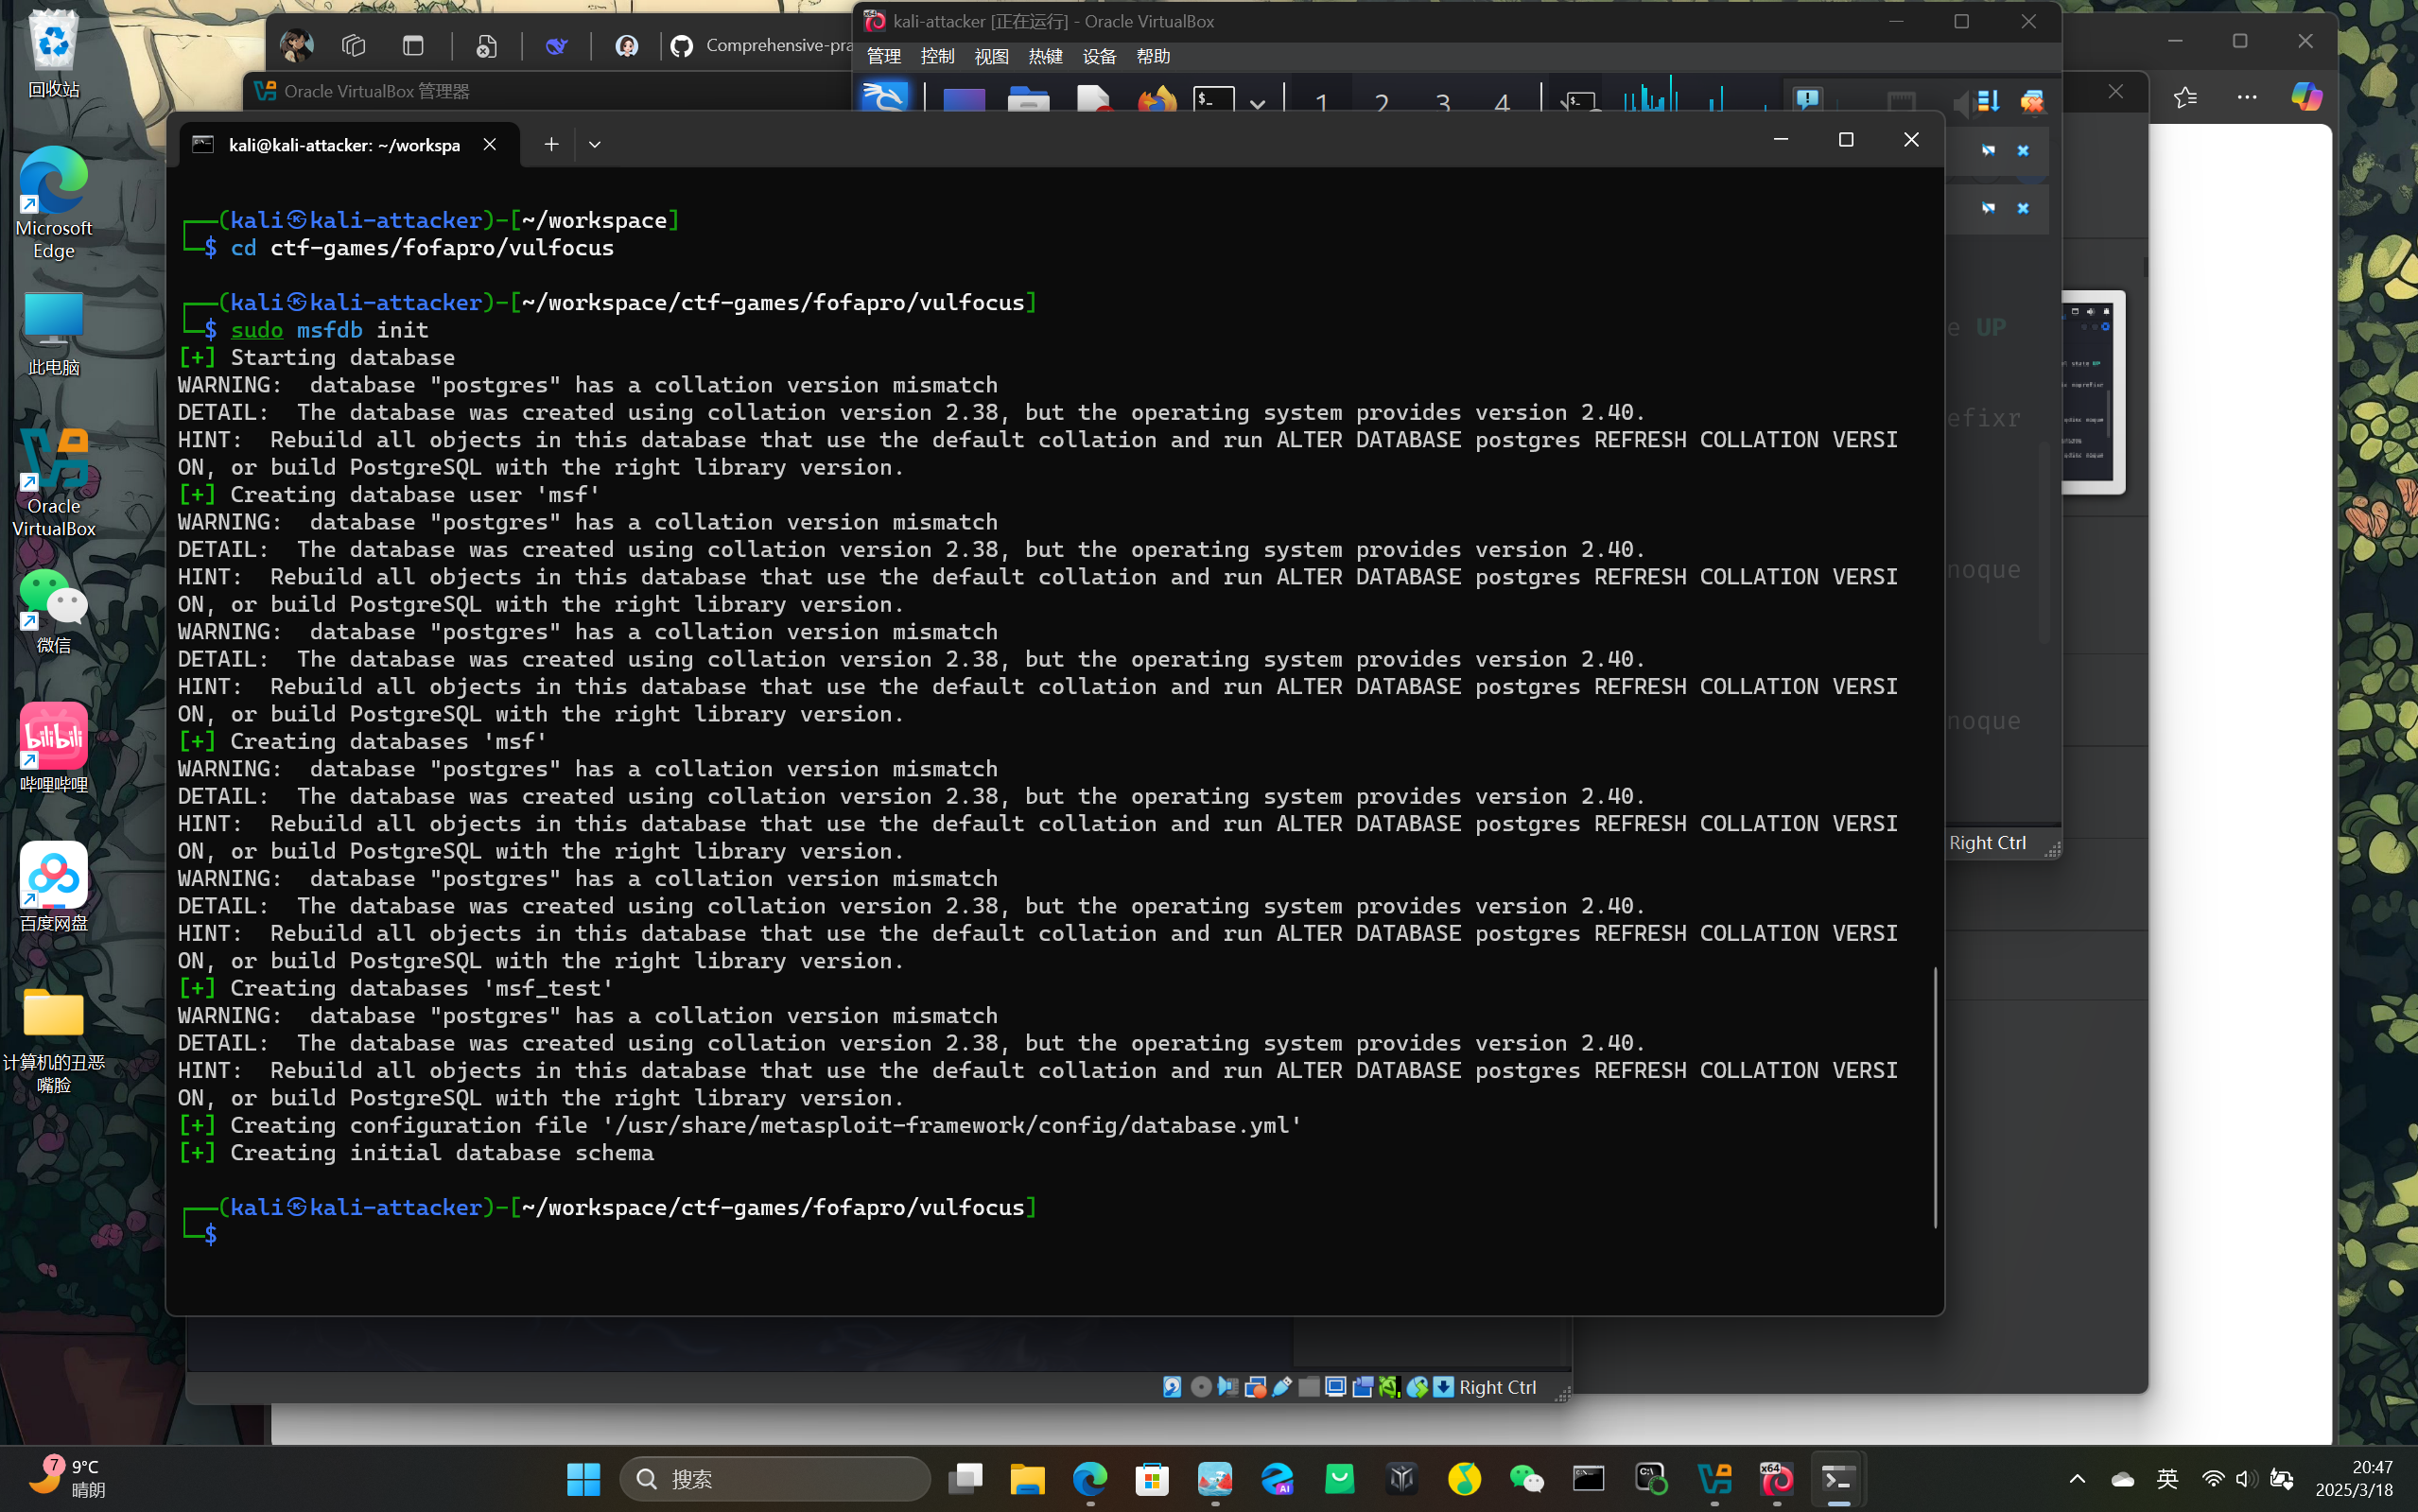 回收站
Microsoft
Edge
此电脑
Oracle
VirtualBox
微信
bilibili
哔哩哔哩
百度网盘
计算机的丑恶
嘴脸
Comprehensive-pra
Oracle VirtualBox 管理器
kali-attacker [正在运行] - Oracle VirtualBox
管理 控制 视图 热键 设备 帮助
1 2 3 4
kali@kali-attacker: ~/workspa
┌──(kali㉿kali-attacker)-[~/workspace]
└─$ cd ctf-games/fofapro/vulfocus
┌──(kali㉿kali-attacker)-[~/workspace/ctf-games/fofapro/vulfocus]
└─$ sudo msfdb init
[+] Starting database
WARNING:  database "postgres" has a collation version mismatch
DETAIL:  The database was created using collation version 2.38, but the operating system provides version 2.40.
HINT:  Rebuild all objects in this database that use the default collation and run ALTER DATABASE postgres REFRESH COLLATION VERSI
ON, or build PostgreSQL with the right library version.
[+] Creating database user 'msf'
WARNING:  database "postgres" has a collation version mismatch
DETAIL:  The database was created using collation version 2.38, but the operating system provides version 2.40.
HINT:  Rebuild all objects in this database that use the default collation and run ALTER DATABASE postgres REFRESH COLLATION VERSI
ON, or build PostgreSQL with the right library version.
WARNING:  database "postgres" has a collation version mismatch
DETAIL:  The database was created using collation version 2.38, but the operating system provides version 2.40.
HINT:  Rebuild all objects in this database that use the default collation and run ALTER DATABASE postgres REFRESH COLLATION VERSI
ON, or build PostgreSQL with the right library version.
[+] Creating databases 'msf'
WARNING:  database "postgres" has a collation version mismatch
DETAIL:  The database was created using collation version 2.38, but the operating system provides version 2.40.
HINT:  Rebuild all objects in this database that use the default collation and run ALTER DATABASE postgres REFRESH COLLATION VERSI
ON, or build PostgreSQL with the right library version.
WARNING:  database "postgres" has a collation version mismatch
DETAIL:  The database was created using collation version 2.38, but the operating system provides version 2.40.
HINT:  Rebuild all objects in this database that use the default collation and run ALTER DATABASE postgres REFRESH COLLATION VERSI
ON, or build PostgreSQL with the right library version.
[+] Creating databases 'msf_test'
WARNING:  database "postgres" has a collation version mismatch
DETAIL:  The database was created using collation version 2.38, but the operating system provides version 2.40.
HINT:  Rebuild all objects in this database that use the default collation and run ALTER DATABASE postgres REFRESH COLLATION VERSI
ON, or build PostgreSQL with the right library version.
[+] Creating configuration file '/usr/share/metasploit-framework/config/database.yml'
[+] Creating initial database schema
┌──(kali㉿kali-attacker)-[~/workspace/ctf-games/fofapro/vulfocus]
└─$
e UP
efixr
noque
noque
Right Ctrl
Right Ctrl
7
9°C
晴朗
搜索
英
20:47
2025/3/18